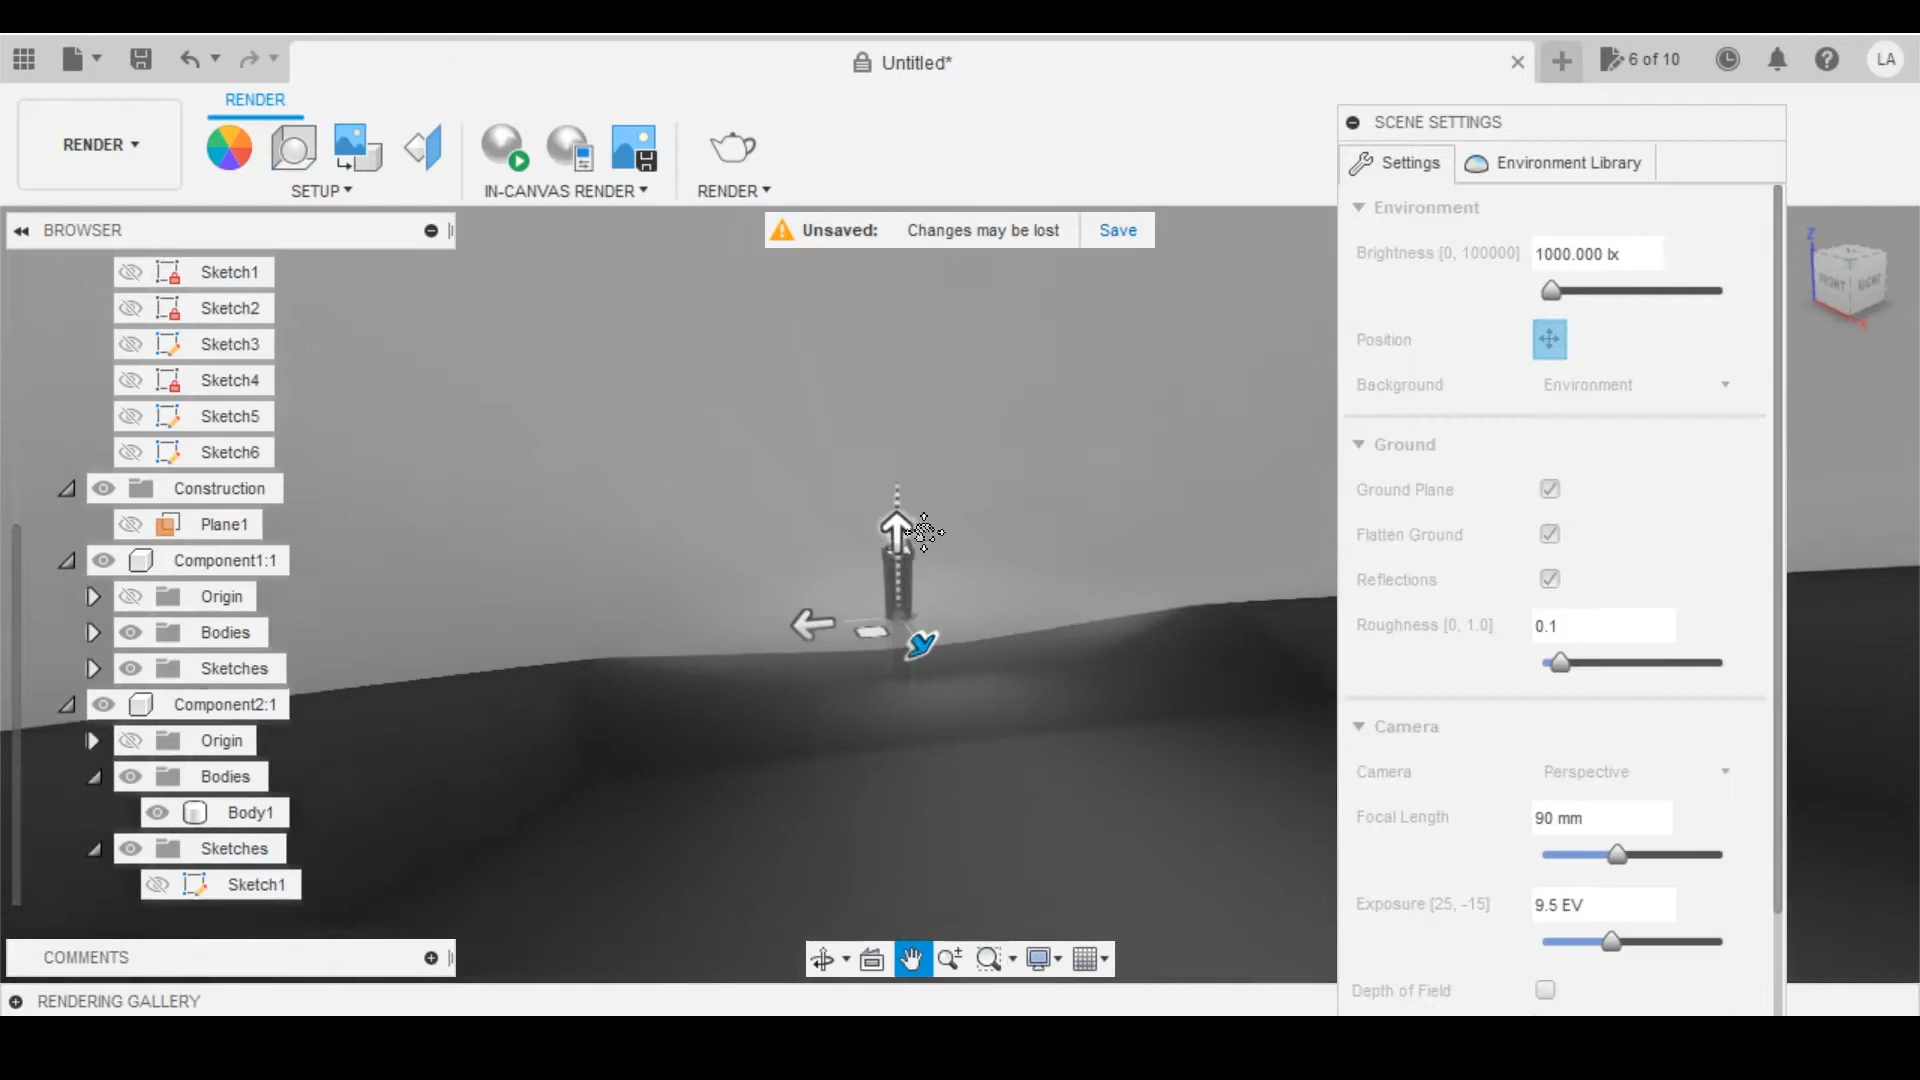 Untitled*
6 of 10
LA
RENDER
RENDER
SETUP
IN-CANVAS RENDER
RENDER
BROWSER
Sketch1
Sketch2
Sketch3
Sketch4
Sketch5
Sketch6
Construction
Plane1
Component1:1
Origin
Bodies
Sketches
Component2:1
Origin
Bodies
Body1
Sketches
Sketch1
COMMENTS
RENDERING GALLERY
Unsaved: Changes may be lost Save
SCENE SETTINGS
Settings Environment Library
Environment
Brightness [0, 100000] 1000.000 lx
Position
Background Environment
Ground
Ground Plane
Flatten Ground
Reflections
Roughness [0, 1.0] 0.1
Camera
Camera Perspective
Focal Length 90 mm
Exposure [25, -15] 9.5 EV
Depth of Field
Z
FRONT RIGHT
X